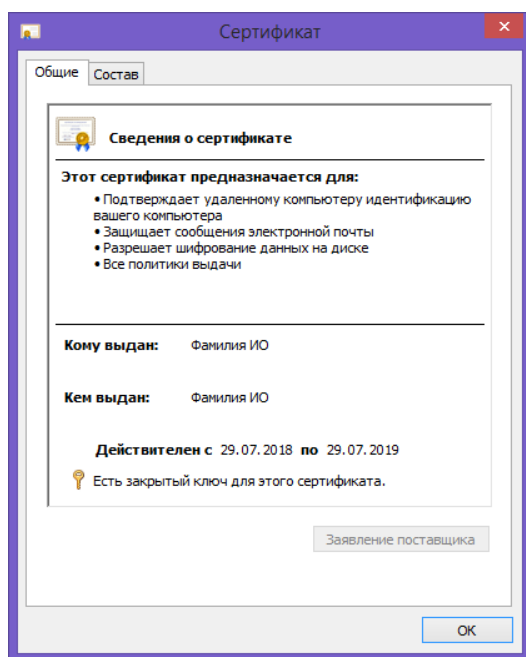 Сертификат
Общие Состав
Сведения о сертификате
Этот сертификат предназначается для:
• Подтверждает удаленному компьютеру идентификацию
вашего компьютера
• Защищает сообщения электронной почты
• Разрешает шифрование данных на диске
• Все политики выдачи
Кому выдан: Фамилия ИО
Кем выдан: Фамилия ИО
Действителен с 29.07.2018 по 29.07.2019
Есть закрытый ключ для этого сертификата.
Заявление поставщика
ОК